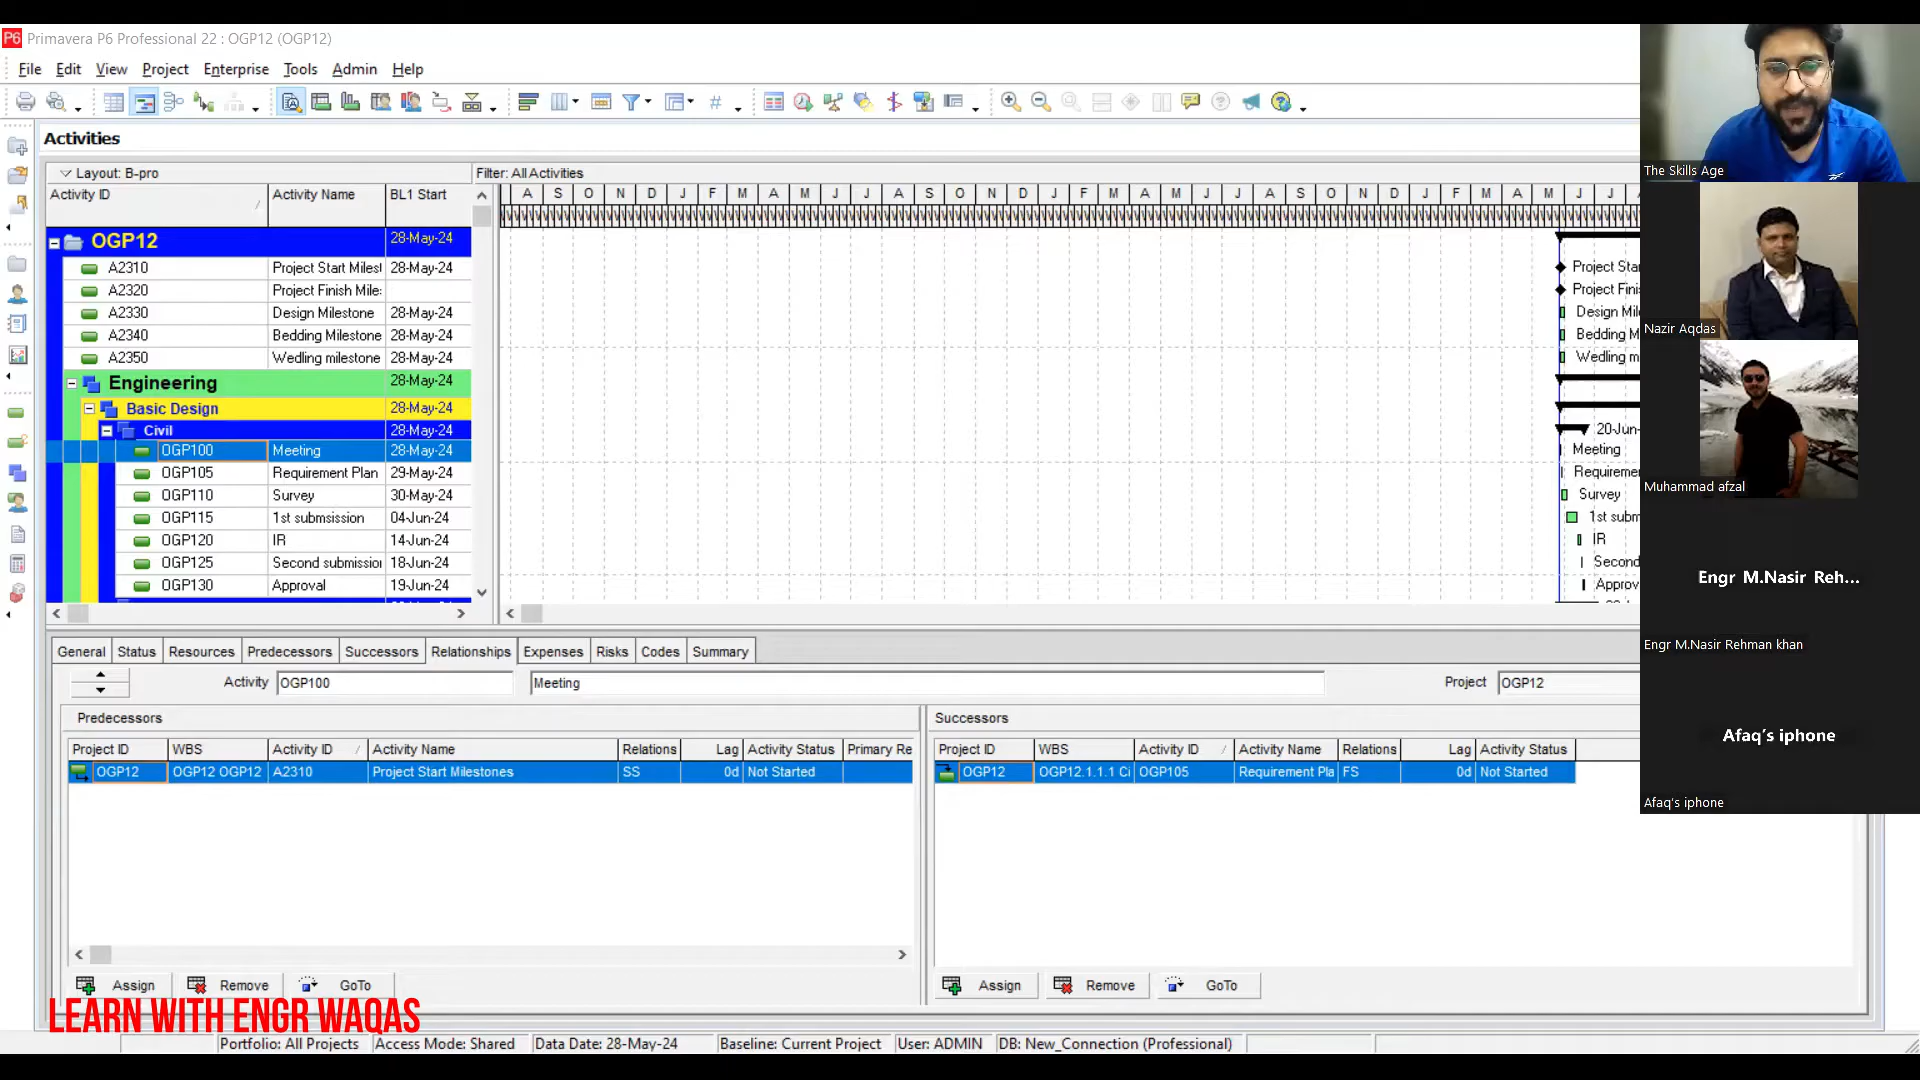 Primavera P6 Professional 22 : OGP12 (OGP12)
File Edit View Project Enterprise Tools Admin Help
Activities
Layout: B-pro Filter: All Activities
Activity ID Activity Name BL1 Start A S O N D J F M A M J J A S O N D J F M A M J J A S O N D J F M A M J J
OGP12 28-May-24
A2310 Project Start Milest 28-May-24 Project Star
A2320 Project Finish Mile: Project Fini
A2330 Design Milestone 28-May-24 Design Mil
A2340 Bedding Milestone 28-May-24 Bedding M
A2350 Wedling milestone 28-May-24 Wedling m
Engineering 28-May-24
Basic Design 28-May-24
Civil 28-May-24 20-Jun-
OGP100 Meeting 28-May-24 Meeting
OGP105 Requirement Plan 29-May-24 Requireme
OGP110 Survey 30-May-24 Survey
OGP115 1st submsission 04-Jun-24 1st subm
OGP120 IR 14-Jun-24 IR
OGP125 Second submissio 18-Jun-24 Second
OGP130 Approval 19-Jun-24 Approv
General Status Resources Predecessors Successors Relationships Expenses Risks Codes Summary
Activity OGP100 Meeting Project OGP12
Predecessors Successors
Project ID WBS Activity ID Activity Name Relations Lag Activity Status Primary Re Project ID WBS Activity ID Activity Name Relations Lag Activity Status
OGP12 OGP12 OGP12 A2310 Project Start Milestones SS 0d Not Started OGP12 OGP12.1.1.1 Ci OGP105 Requirement Pla FS 0d Not Started
Assign Remove GoTo Assign Remove GoTo
LEARN WITH ENGR WAQAS
Portfolio: All Projects Access Mode: Shared Data Date: 28-May-24 Baseline: Current Project User: ADMIN DB: New_Connection (Professional)
The Skills Age
Nazir Aqdas
Muhammad afzal
Engr M.Nasir Reh...
Engr M.Nasir Rehman khan
Afaq's iphone
Afaq's iphone